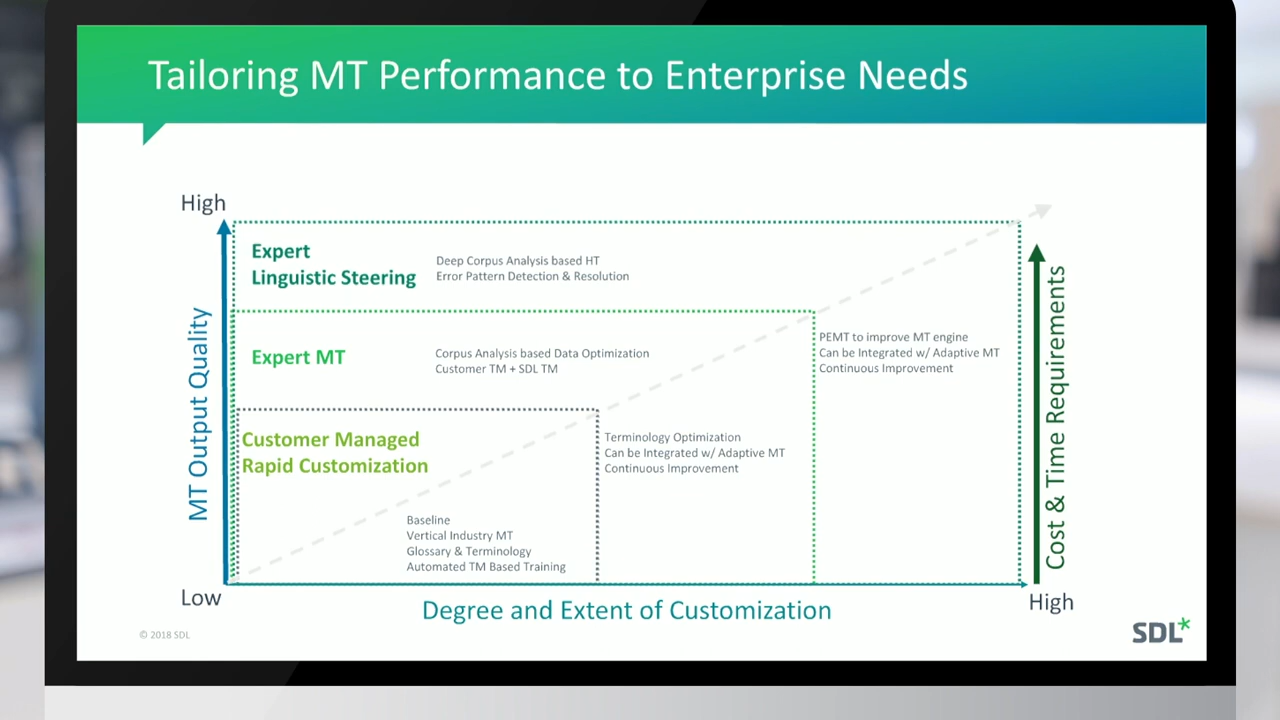 Tailoring MT Performance to Enterprise Needs
High
Expert
Linguistic Steering
Deep Corpus Analysis based HT
Error Pattern Detection & Resolution
Expert MT
Corpus Analysis based Data Optimization
Customer TM + SDL TM
PEMT to improve MT engine
Can be Integrated w/ Adaptive MT
Continuous Improvement
Customer Managed
Rapid Customization
Terminology Optimization
Can be Integrated w/ Adaptive MT
Continuous Improvement
Baseline
Vertical Industry MT
Glossary & Terminology
Automated TM Based Training
MT Output Quality
Cost & Time Requirements
Low
Degree and Extent of Customization
High
© 2018 SDL
SDL*